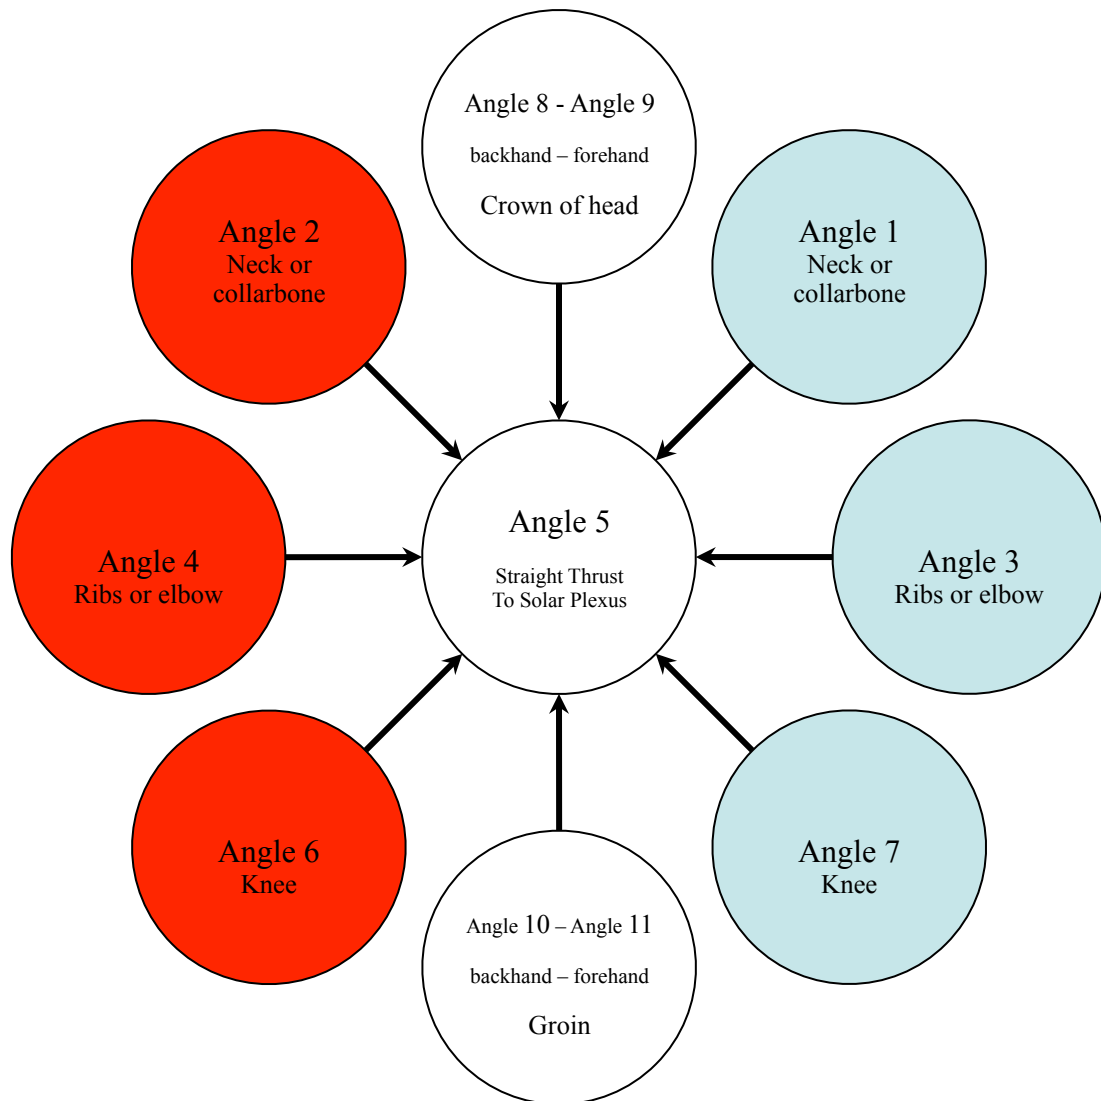 Angle 8 - Angle 9
backhand – forehand
Crown of head
Angle 2
Neck or
collarbone
Angle 1
Neck or
collarbone
Angle 4
Ribs or elbow
Angle 5
Straight Thrust
To Solar Plexus
Angle 3
Ribs or elbow
Angle 6
Knee
Angle 7
Knee
Angle 10 – Angle 11
backhand – forehand
Groin